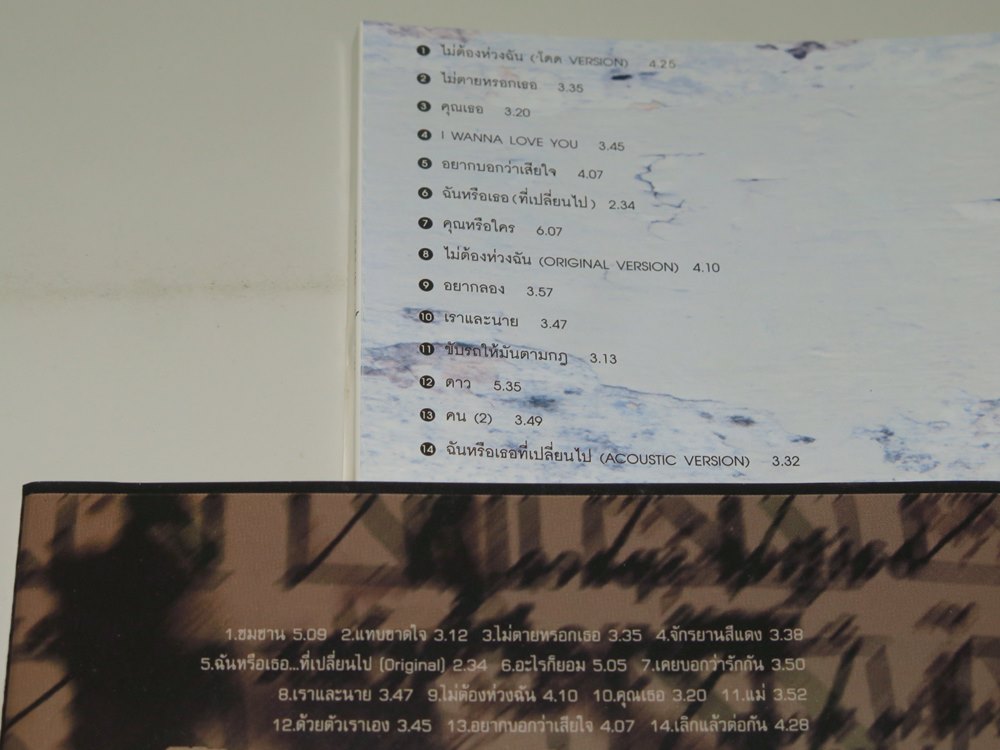 1 ไม่ต้องห่วงฉัน (โดด VERSION) 4.25
2 ไม่ตายหรอกเธอ 3.35
3 คุณเธอ 3.20
4 I WANNA LOVE YOU 3.45
5 อยากบอกว่าเสียใจ 4.07
6 ฉันหรือเธอ (ที่เปลี่ยนไป) 2.34
7 คุณหรือใคร 6.07
8 ไม่ต้องห่วงฉัน (ORIGINAL VERSION) 4.10
9 อยากลอง 3.57
10 เราและนาย 3.47
11 ขับรถให้มันตามกฎ 3.13
12 ดาว 5.35
13 คน (2) 3.49
14 ฉันหรือเธอที่เปลี่ยนไป (ACOUSTIC VERSION) 3.32
1.ซมซาน 5.09 2.แทบขาดใจ 3.12 3.ไม่ตายหรอกเธอ 3.35 4.จักรยานสีแดง 3.38
5.ฉันหรือเธอ...ที่เปลี่ยนไป (Original) 2.34 6.อะไรก็ยอม 5.05 7.เคยบอกว่ารักกัน 3.50
8.เราและนาย 3.47 9.ไม่ต้องห่วงฉัน 4.10 10.คุณเธอ 3.20 11.แม่ 3.52
12.ด้วยตัวเราเอง 3.45 13.อยากบอกว่าเสียใจ 4.07 14.เลิกแล้วต่อกัน 4.28